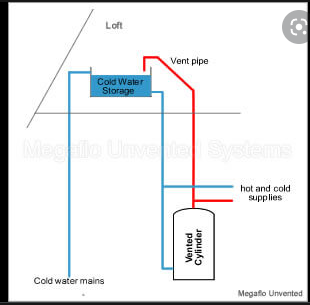 Loft
Vent pipe
Cold Water
Storage
Megaflo Unvented Systems
hot and cold
supplies
Vented
Cylinder
Cold water mains
Megaflo Unvented